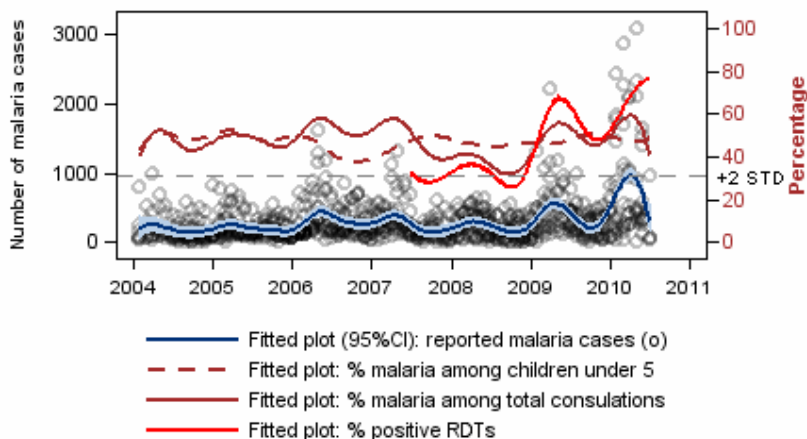 3000
2000
1000
0
Number of malaria cases
100
80
60
40
20
0
Percentage
+2 STD
2004 2005 2006 2007 2008 2009 2010 2011
Fitted plot (95%CI): reported malaria cases (o)
Fitted plot: % malaria among children under 5
Fitted plot: % malaria among total consulations
Fitted plot: % positive RDTs